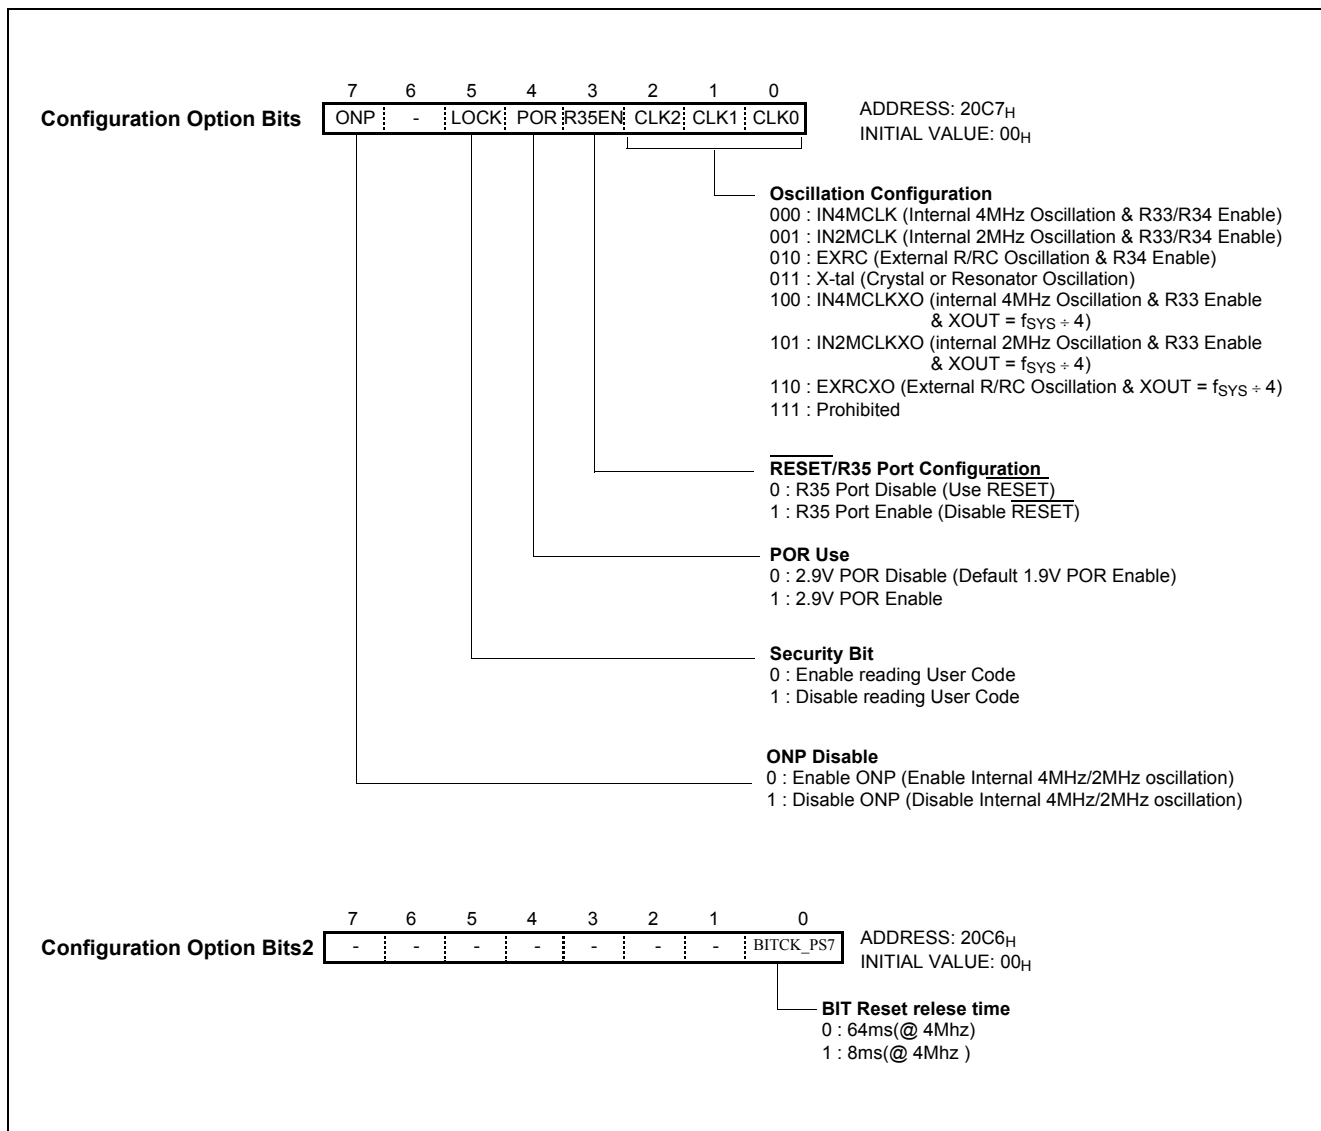 7 6 5 4 3 2 1 0
Configuration Option Bits ONP - LOCK POR R35EN CLK2 CLK1 CLK0
ADDRESS: 20C7H
INITIAL VALUE: 00H
Oscillation Configuration
000 : IN4MCLK (Internal 4MHz Oscillation & R33/R34 Enable)
001 : IN2MCLK (Internal 2MHz Oscillation & R33/R34 Enable)
010 : EXRC (External R/RC Oscillation & R34 Enable)
011 : X-tal (Crystal or Resonator Oscillation)
100 : IN4MCLKXO (internal 4MHz Oscillation & R33 Enable
& XOUT = fSYS ÷ 4)
101 : IN2MCLKXO (internal 2MHz Oscillation & R33 Enable
& XOUT = fSYS ÷ 4)
110 : EXRCXO (External R/RC Oscillation & XOUT = fSYS ÷ 4)
111 : Prohibited
RESET/R35 Port Configuration
0 : R35 Port Disable (Use RESET)
1 : R35 Port Enable (Disable RESET)
POR Use
0 : 2.9V POR Disable (Default 1.9V POR Enable)
1 : 2.9V POR Enable
Security Bit
0 : Enable reading User Code
1 : Disable reading User Code
ONP Disable
0 : Enable ONP (Enable Internal 4MHz/2MHz oscillation)
1 : Disable ONP (Disable Internal 4MHz/2MHz oscillation)
7 6 5 4 3 2 1 0
Configuration Option Bits2 - - - - - - - BITCK_PS7
ADDRESS: 20C6H
INITIAL VALUE: 00H
BIT Reset relese time
0 : 64ms(@ 4Mhz)
1 : 8ms(@ 4Mhz )